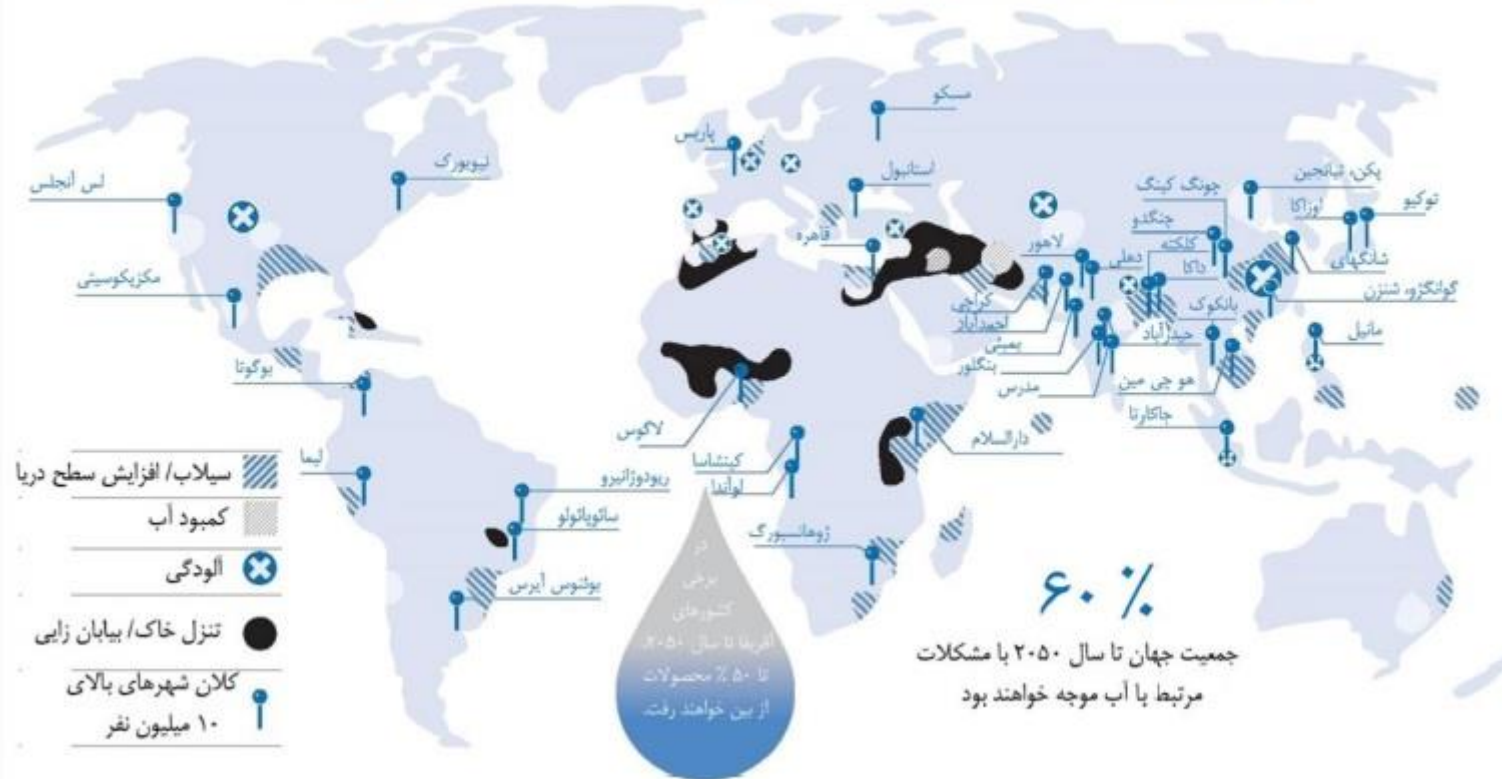 مسکو
پاریس
نیویورک
لس آنجلس
استانبول
پکن، تیانجین
چونگ کینگ
توکیو
اوزاکا
چنگدو
قاهره
لاهور
دهلی
کلکته
داکا
شانگهای
مکزیکوسیتی
گوانگژو، شنزن
کراچی
احمدآباد
بانکوک
بمبئی
حیدرآباد
مانیل
بنگلور
بوگوتا
مدرس
هو چی مین
جاکارتا
لاگوس
دارالسلام
لیما
کینشاسا
لوآندا
ریودوژانیرو
سائوپائولو
ژوهانسبورگ
بوئنوس آیرس
سیلاب/ افزایش سطح دریا
کمبود آب
آلودگی
تنزل خاک/ بیابان زایی
کلان شهرهای بالای
۱۰ میلیون نفر
در
برخی
کشورهای
آفریقا تا سال ۲۰۵۰،
تا ۵۰ % محصولات
از بین خواهند رفت.
۶۰ %
جمعیت جهان تا سال ۲۰۵۰ با مشکلات
مرتبط با آب موجه خواهند بود